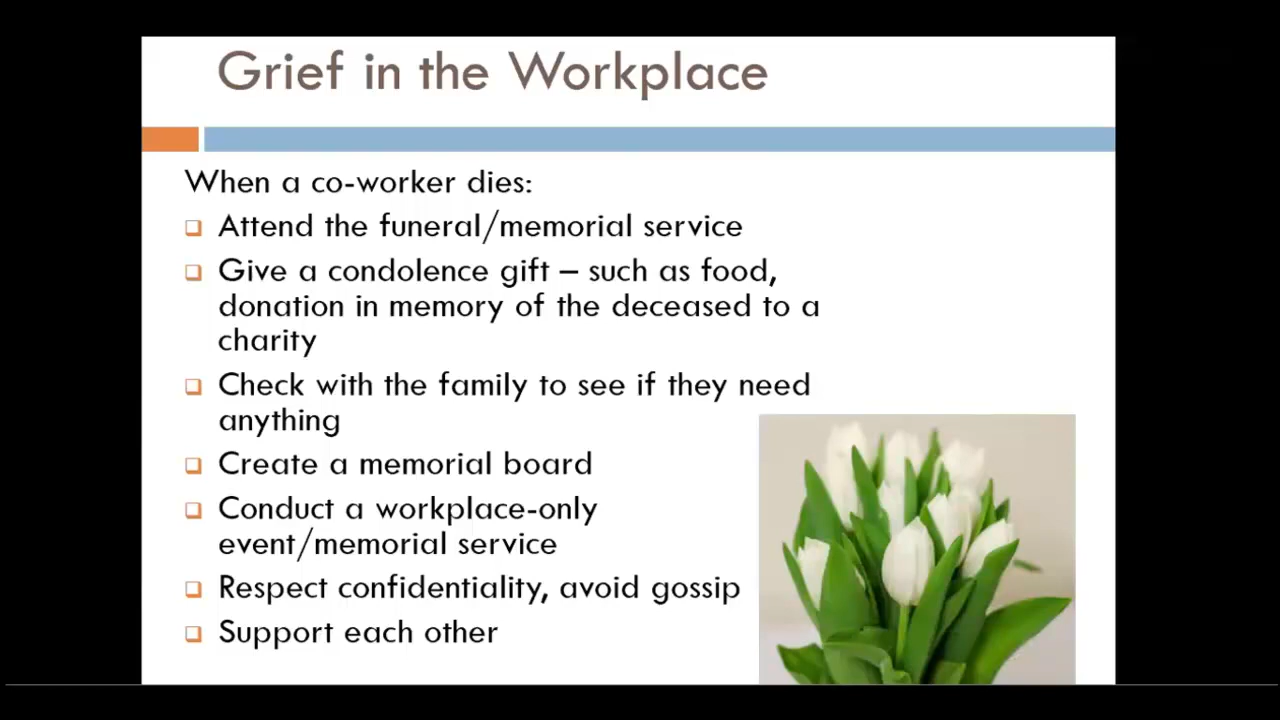 Grief in the Workplace
When a co-worker dies:
Attend the funeral/memorial service
Give a condolence gift – such as food,
donation in memory of the deceased to a
charity
Check with the family to see if they need
anything
Create a memorial board
Conduct a workplace-only
event/memorial service
Respect confidentiality, avoid gossip
Support each other